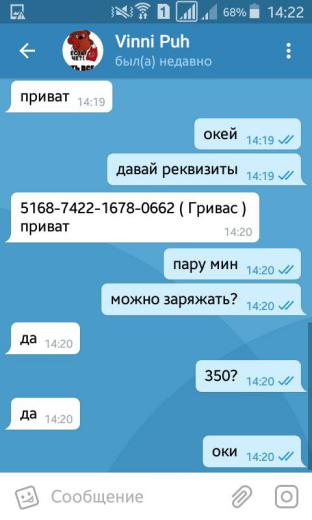 68% 14:22
Vinni Puh
был(а) недавно
приват 14:19
окей 14:19
давай реквизиты 14:19
5168-7422-1678-0662 ( Гривас )
приват
14:20
пару мин 14:20
можно заряжать? 14:20
да 14:20
350? 14:20
да 14:20
оки 14:20
Сообщение